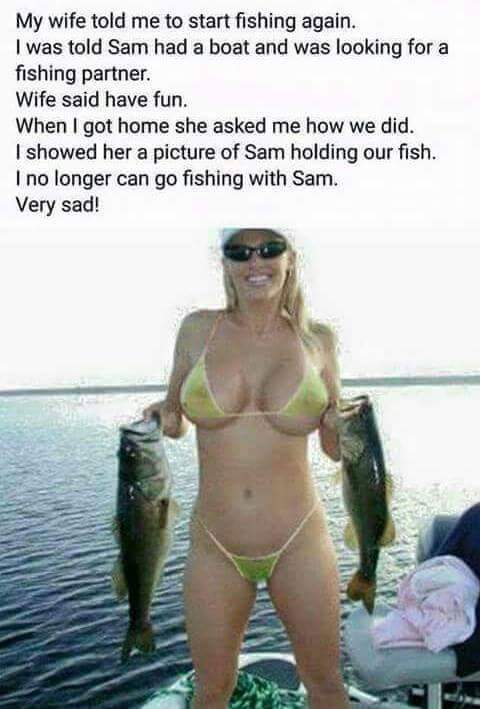 My wife told me to start fishing again.
I was told Sam had a boat and was looking for a
fishing partner.
Wife said have fun.
When I got home she asked me how we did.
I showed her a picture of Sam holding our fish.
I no longer can go fishing with Sam.
Very sad!